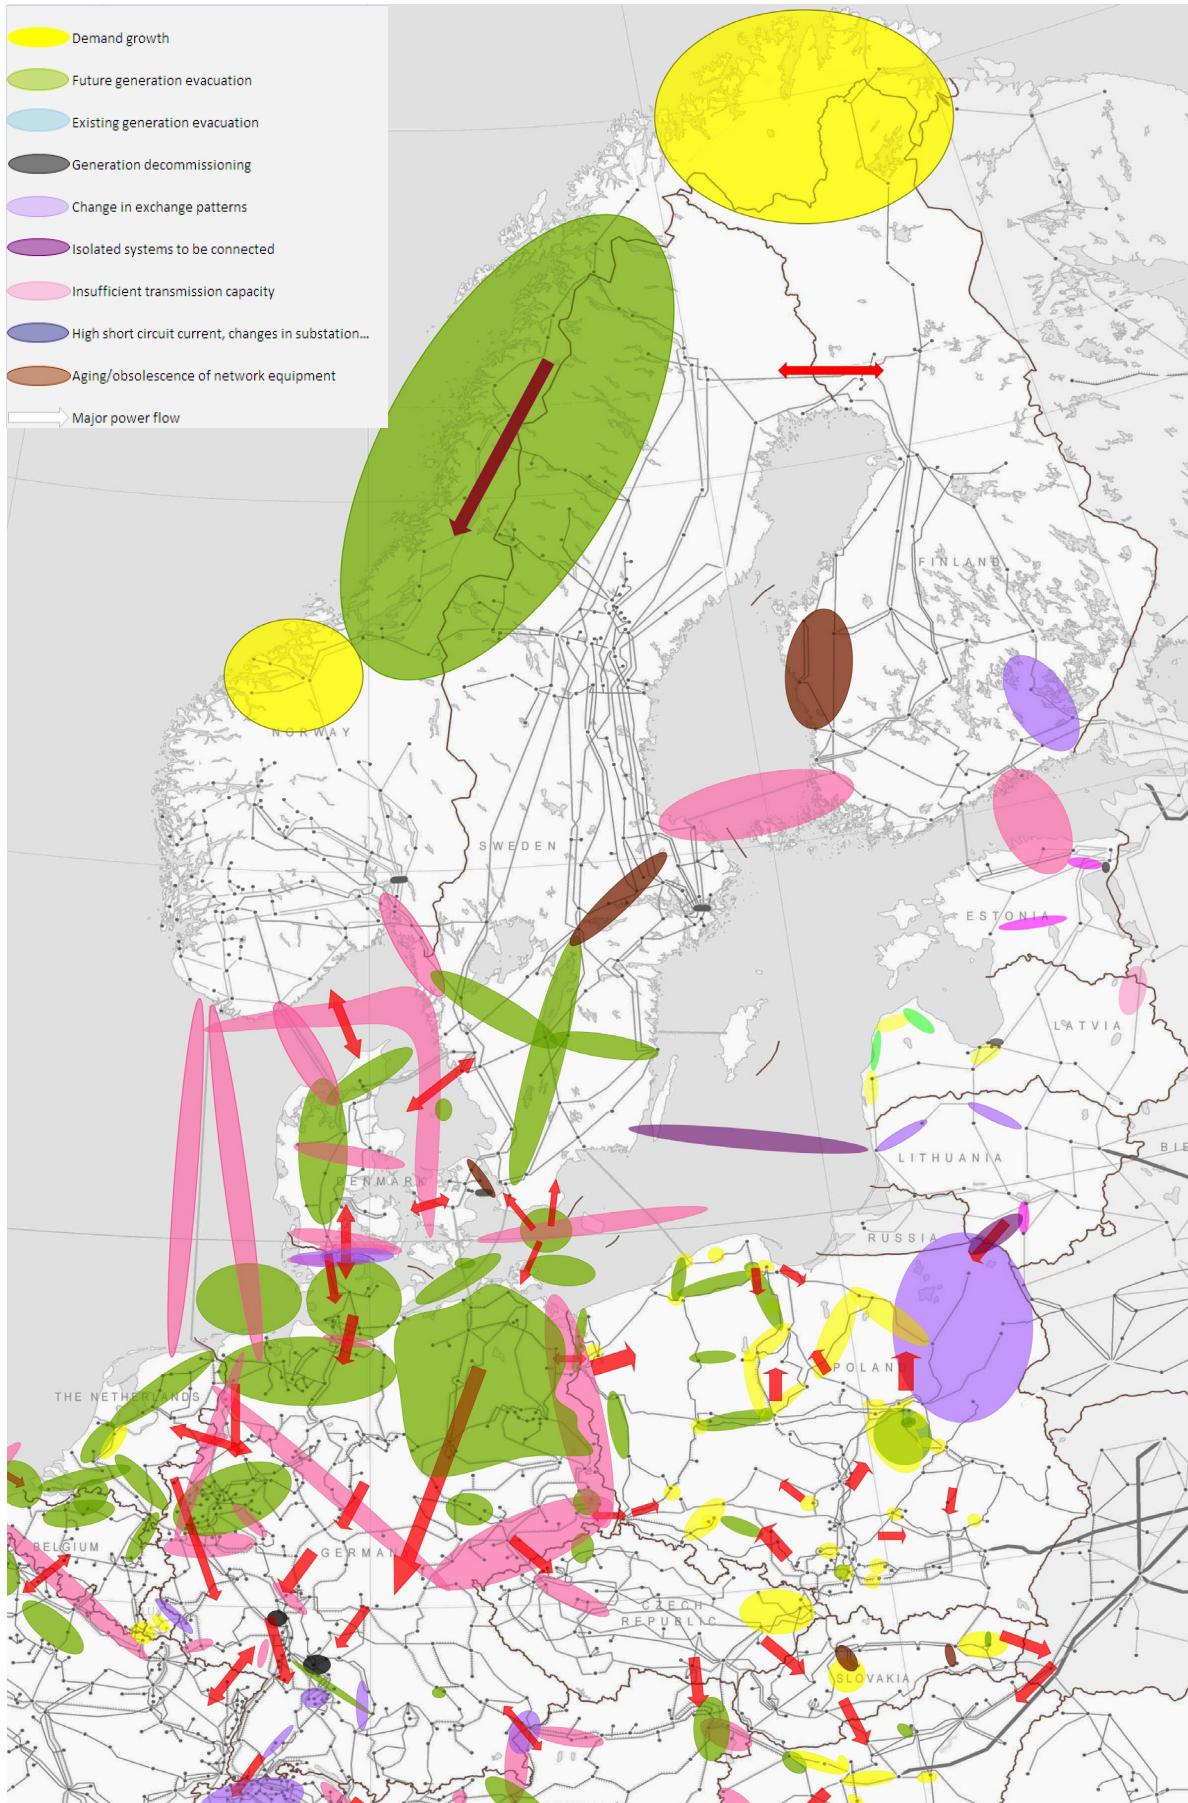 Demand growth
Future generation evacuation
Existing generation evacuation
Generation decommissioning
Change in exchange patterns
Isolated systems to be connected
Insufficient transmission capacity
High short circuit current, changes in substation...
Aging/obsolescence of network equipment
Major power flow
FINLAND
NORWAY
SWEDEN
ESTONIA
LATVIA
LITHUANIA
BIE
DENMARK
RUSSIA
POLAND
THE NETHERLANDS
BELGIUM
GERMAN
CZECH
REPUBLIC
SLOVAKIA